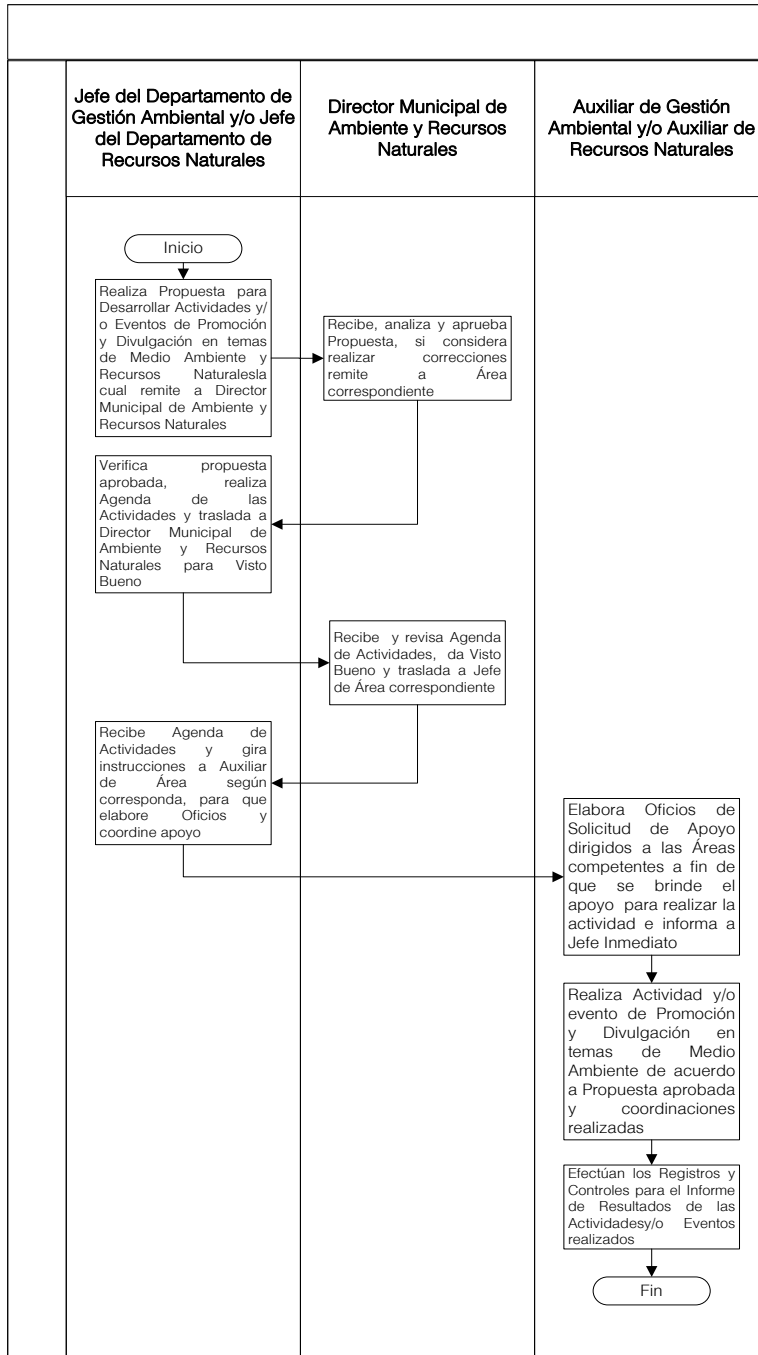 Jefe del Departamento de
Gestión Ambiental y/o Jefe
del Departamento de
Recursos Naturales
Director Municipal de
Ambiente y Recursos
Naturales
Auxiliar de Gestión
Ambiental y/o Auxiliar de
Recursos Naturales
Inicio
Realiza Propuesta para
Desarrollar Actividades y/
o Eventos de Promoción
y Divulgación en temas
de Medio Ambiente y
Recursos Naturalesla
cual remite a Director
Municipal de Ambiente y
Recursos Naturales
Recibe, analiza y aprueba
Propuesta, si considera
realizar correcciones
remite a Área
correspondiente
Verifica propuesta
aprobada, realiza
Agenda de las
Actividades y traslada a
Director Municipal de
Ambiente y Recursos
Naturales para Visto
Bueno
Recibe y revisa Agenda
de Actividades, da Visto
Bueno y traslada a Jefe
de Área correspondiente
Recibe Agenda de
Actividades y gira
instrucciones a Auxiliar
de Área según
corresponda, para que
elabore Oficios y
coordine apoyo
Elabora Oficios de
Solicitud de Apoyo
dirigidos a las Áreas
competentes a fin de
que se brinde el
apoyo para realizar la
actividad e informa a
Jefe Inmediato
Realiza Actividad y/o
evento de Promoción
y Divulgación en
temas de Medio
Ambiente de acuerdo
a Propuesta aprobada
y coordinaciones
realizadas
Efectúan los Registros y
Controles para el Informe
de Resultados de las
Actividadesy/o Eventos
realizados
Fin